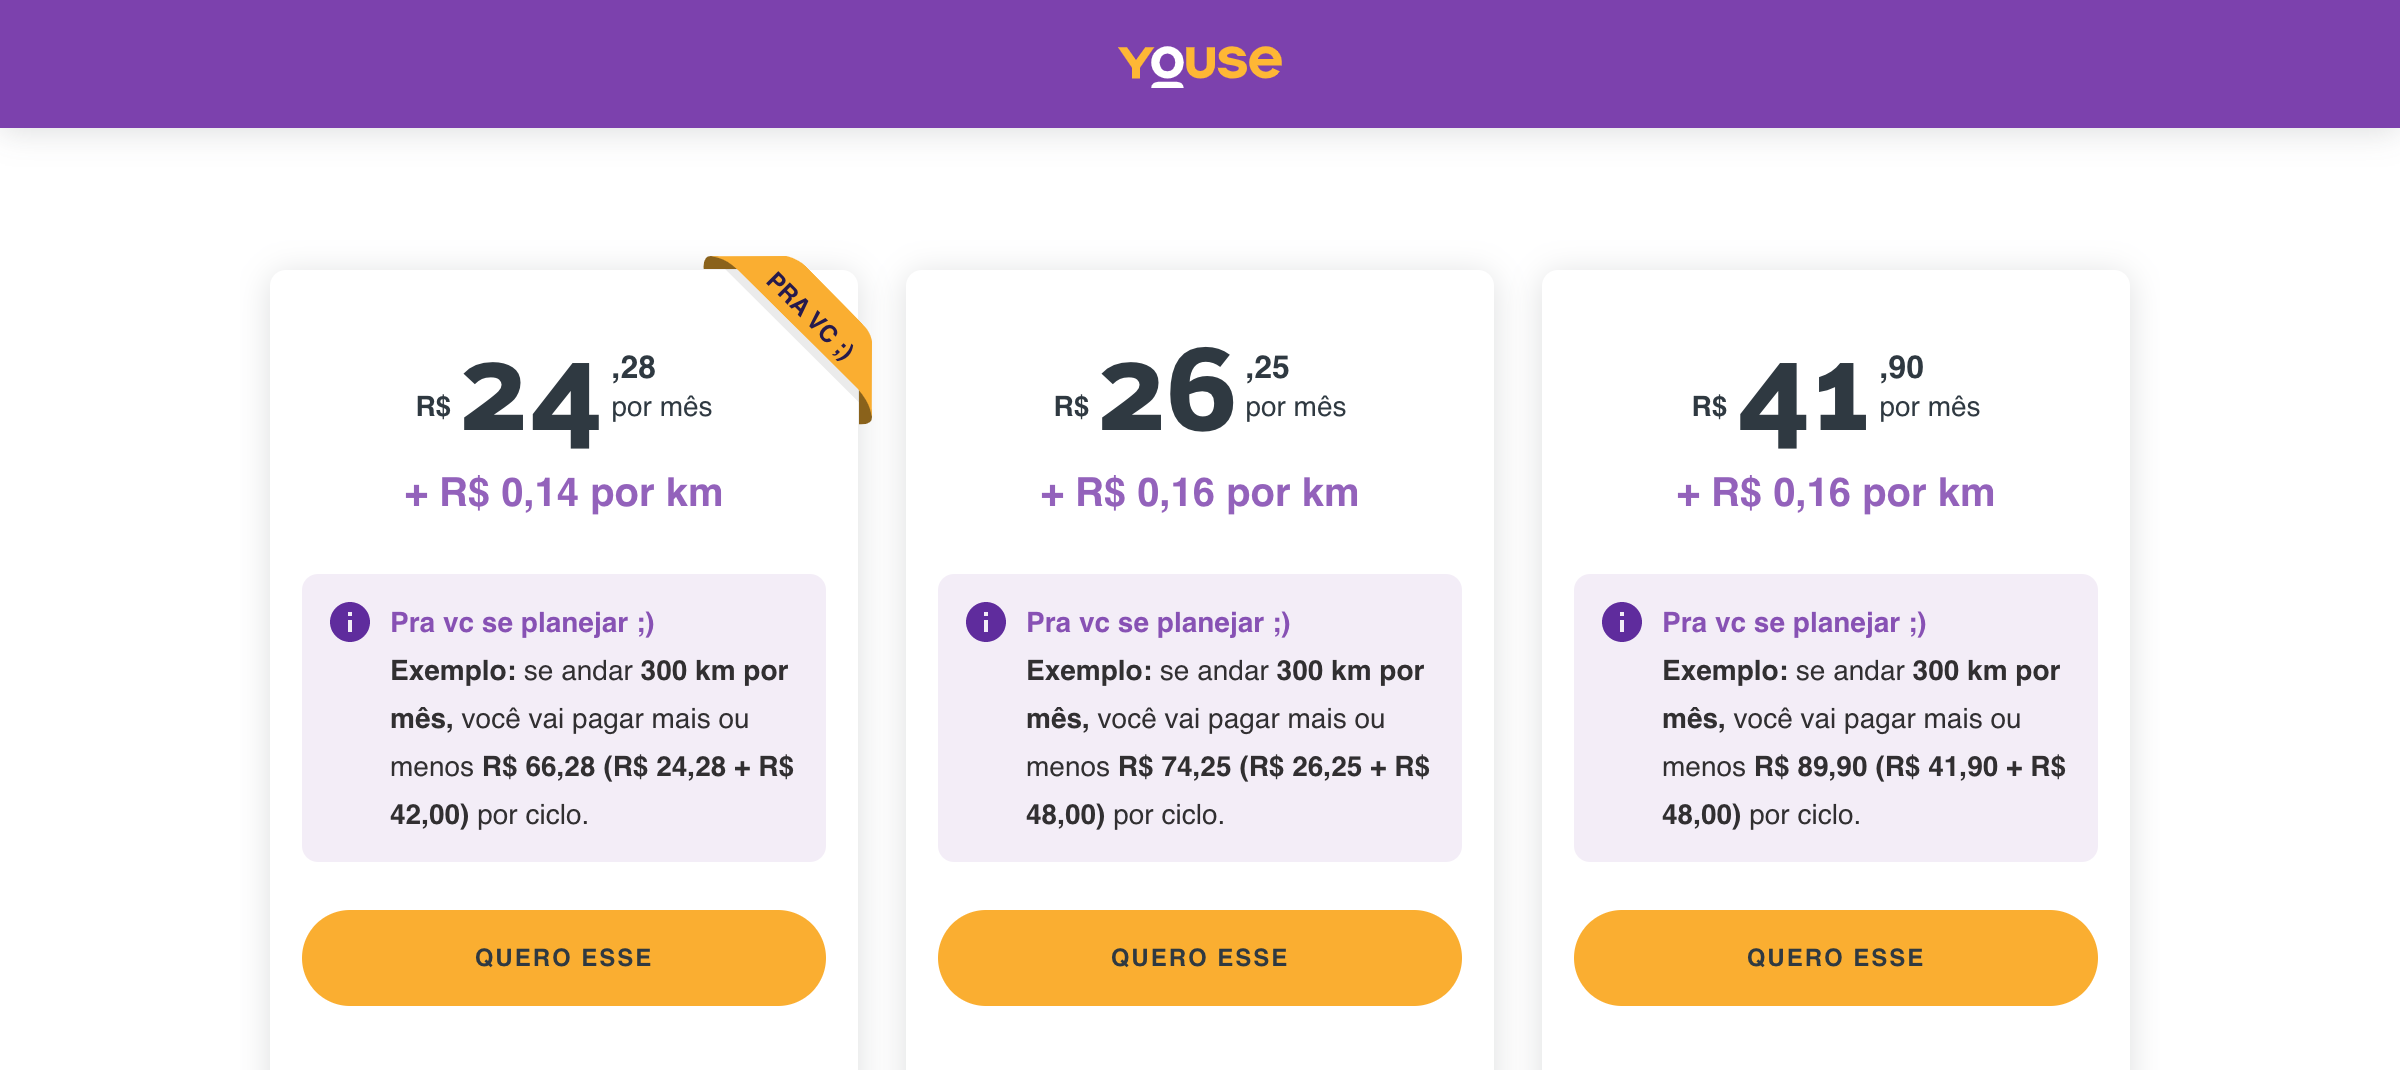 youse
PRA VC ;)
R$ 24 ,28 por mês
+ R$ 0,14 por km
Pra vc se planejar ;)
Exemplo: se andar 300 km por
mês, você vai pagar mais ou
menos R$ 66,28 (R$ 24,28 + R$
42,00) por ciclo.
QUERO ESSE
R$ 26 ,25 por mês
+ R$ 0,16 por km
Pra vc se planejar ;)
Exemplo: se andar 300 km por
mês, você vai pagar mais ou
menos R$ 74,25 (R$ 26,25 + R$
48,00) por ciclo.
QUERO ESSE
R$ 41 ,90 por mês
+ R$ 0,16 por km
Pra vc se planejar ;)
Exemplo: se andar 300 km por
mês, você vai pagar mais ou
menos R$ 89,90 (R$ 41,90 + R$
48,00) por ciclo.
QUERO ESSE